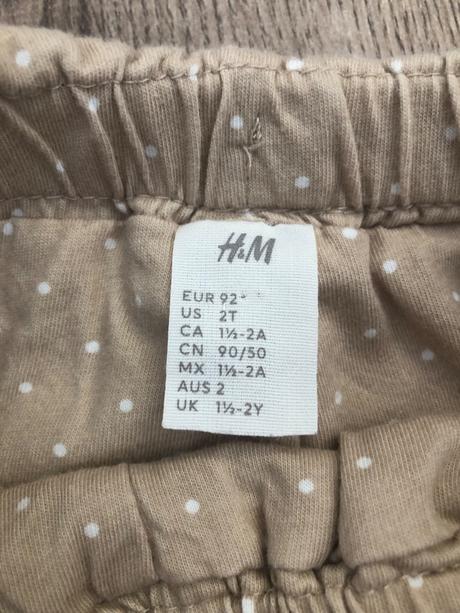 H&M
EUR 92
US 2T
CA 1½-2A
CN 90/50
MX 1½-2A
AUS 2
UK 1½-2Y